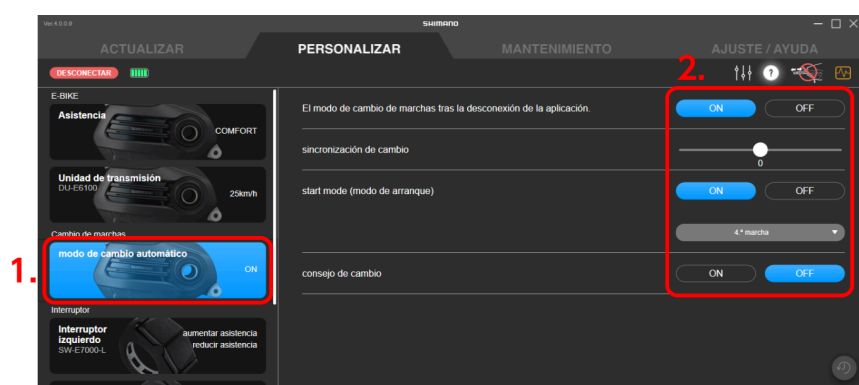 Ver.4.0.0.#
SHIMANO
ACTUALIZAR
PERSONALIZAR
MANTENIMIENTO
AJUSTE / AYUDA
2.
DESCONECTAR
?
E-BIKE
Asistencia
COMFORT
Unidad de transmisión
DU-E6100
25km/h
Cambio de marchas
1.
modo de cambio automático
ON
Interruptor
Interruptor
izquierdo
SW-E7000-L
aumentar asistencia
reducir asistencia
El modo de cambio de marchas tras la desconexión de la aplicación.
ON OFF
sincronización de cambio
0
start mode (modo de arranque)
ON OFF
4.ª marcha
consejo de cambio
ON OFF